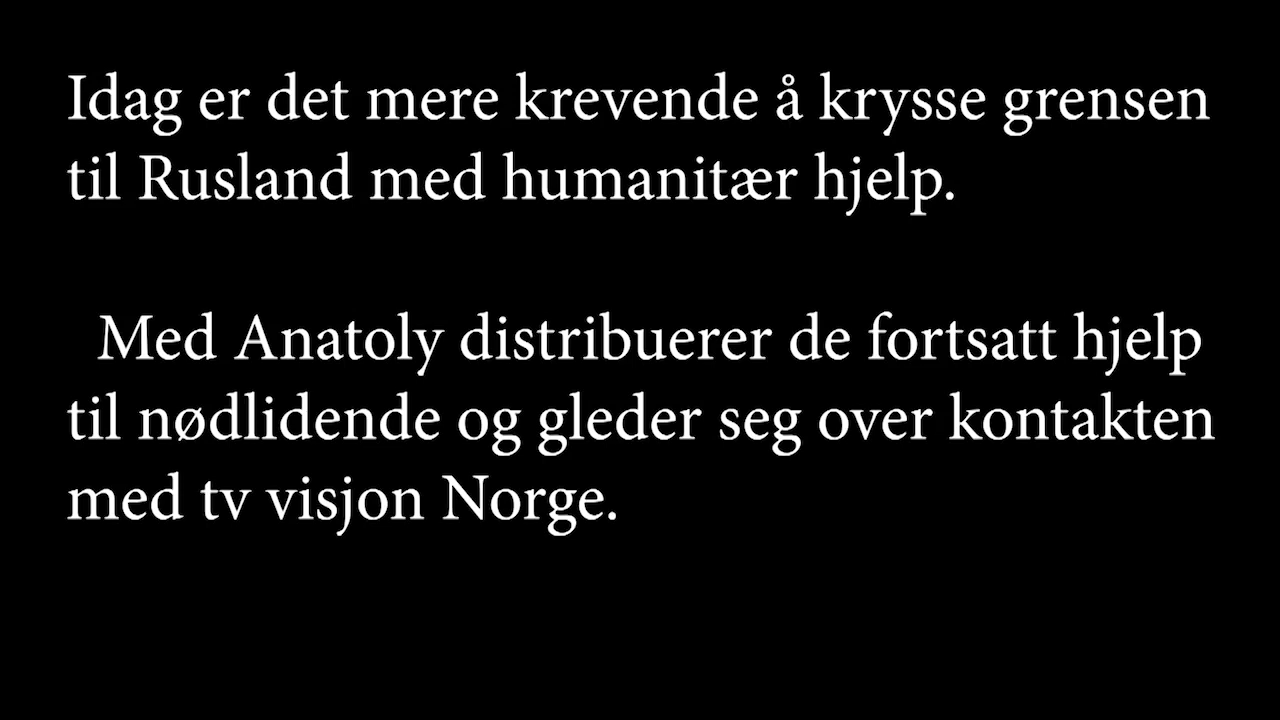 Idag er det mere krevende å krysse grensen
til Rusland med humanitær hjelp.
Med Anatoly distribuerer de fortsatt hjelp
til nødlidende og gleder seg over kontakten
med tv visjon Norge.